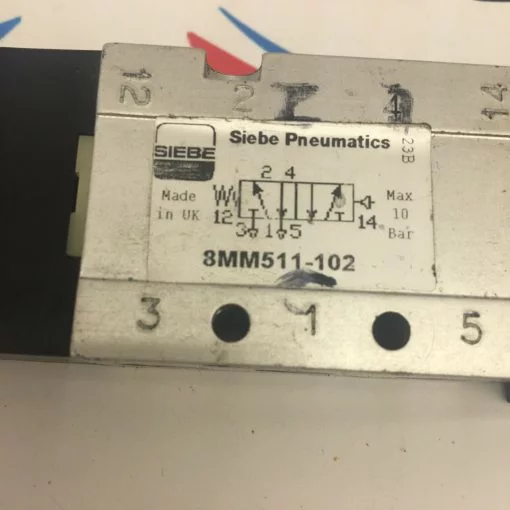 12 2 4 14
23B
Siebe Pneumatics
SIEBE
2 4
Made
in UK
Max
10
Bar
12
14
3 1 5
8MM511-102
3 1 5